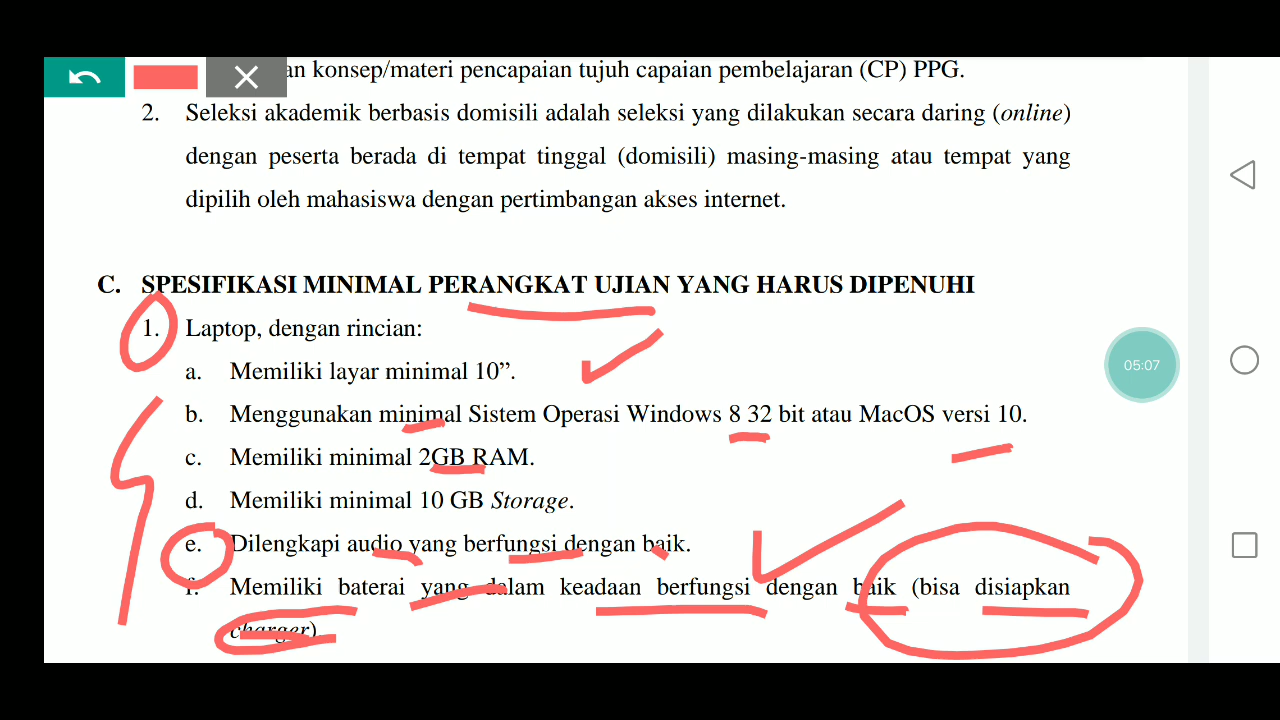 an konsep/materi pencapaian tujuh capaian pembelajaran (CP) PPG.
2. Seleksi akademik berbasis domisili adalah seleksi yang dilakukan secara daring (online)
dengan peserta berada di tempat tinggal (domisili) masing-masing atau tempat yang
dipilih oleh mahasiswa dengan pertimbangan akses internet.
C. SPESIFIKASI MINIMAL PERANGKAT UJIAN YANG HARUS DIPENUHI
1. Laptop, dengan rincian:
a. Memiliki layar minimal 10”.
b. Menggunakan minimal Sistem Operasi Windows 8 32 bit atau MacOS versi 10.
05:07
c. Memiliki minimal 2GB RAM.
d. Memiliki minimal 10 GB Storage.
e. Dilengkapi audio yang berfungsi dengan baik.
f. Memiliki baterai yang dalam keadaan berfungsi dengan baik (bisa disiapkan
charger)